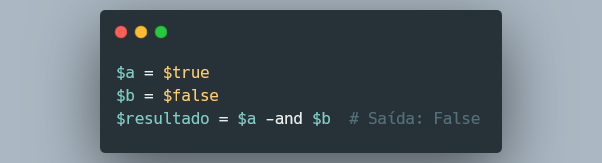 $a = $true
$b = $false
$resultado = $a -and $b  # Saída: False